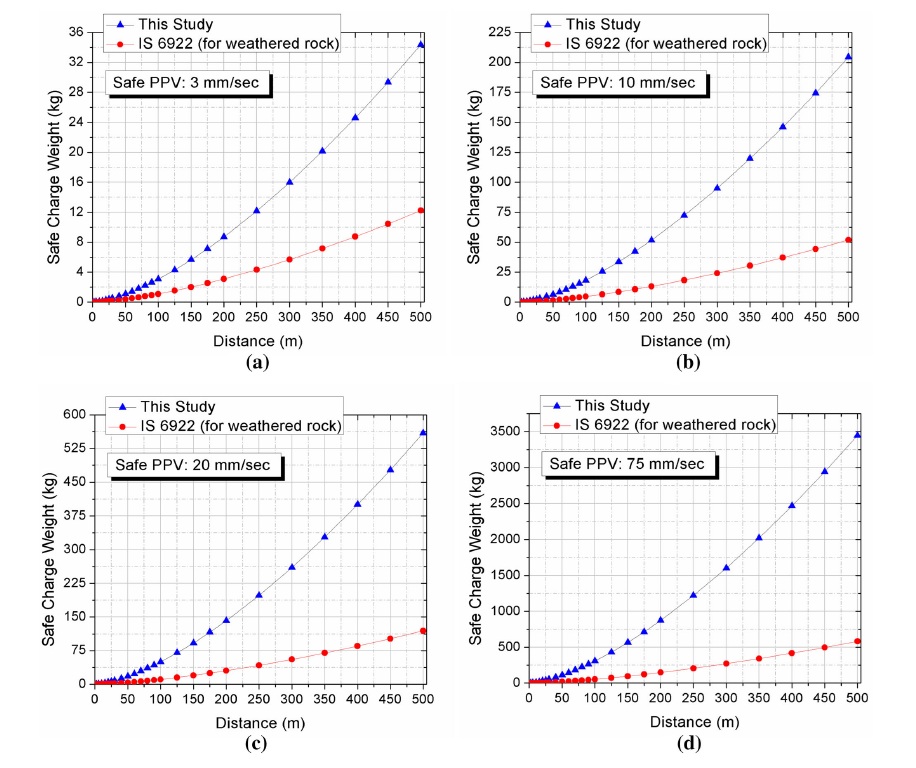 This Study
IS 6922 (for weathered rock)
Safe PPV: 3 mm/sec
Safe Charge Weight (kg)
36
32
28
24
20
16
12
8
4
0
0 50 100 150 200 250 300 350 400 450 500
Distance (m)
(a)
This Study
IS 6922 (for weathered rock)
Safe PPV: 10 mm/sec
Safe Charge Weight (kg)
225
200
175
150
125
100
75
50
25
0
0 50 100 150 200 250 300 350 400 450 500
Distance (m)
(b)
This Study
IS 6922 (for weathered rock)
Safe PPV: 20 mm/sec
Safe Charge Weight (kg)
600
525
450
375
300
225
150
75
0
0 50 100 150 200 250 300 350 400 450 500
Distance (m)
(c)
This Study
IS 6922 (for weathered rock)
Safe PPV: 75 mm/sec
Safe Charge Weight (kg)
3500
3000
2500
2000
1500
1000
500
0
0 50 100 150 200 250 300 350 400 450 500
Distance (m)
(d)